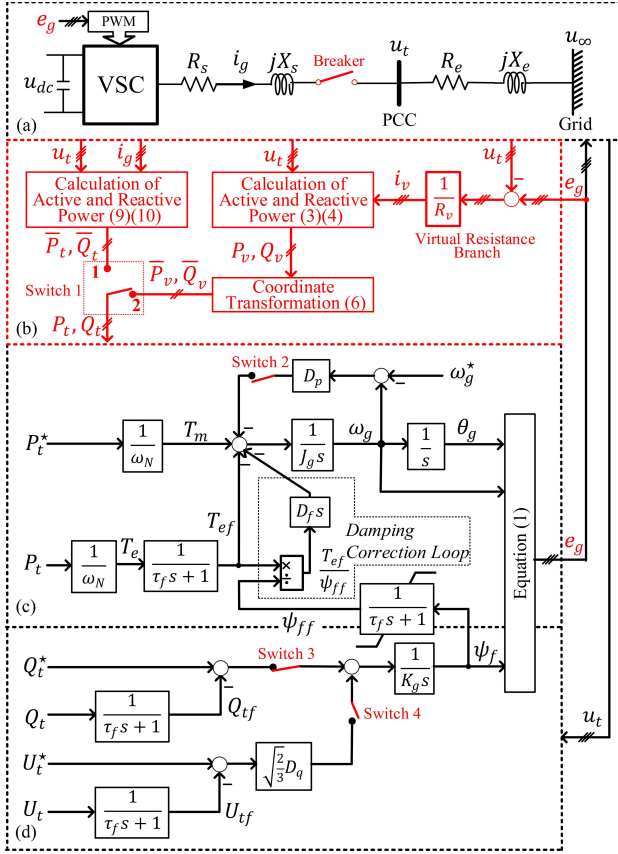 e_g PWM
u_dc VSC R_s i_g jX_s Breaker u_t R_e jX_e u_∞
PCC Grid
(a)
u_t i_g u_t u_t e_g
Calculation of Active and Reactive Power (9)(10)
Calculation of Active and Reactive Power (3)(4)
i_v 1/R_v −
Virtual Resistance Branch
P̅_t, Q̅_t
P_v, Q_v
1
Switch 1
2
P̅_v, Q̅_v
Coordinate Transformation (6)
P_t, Q_t
(b)
Switch 2 D_p − ω_g^⋆
P_t^⋆ 1/ω_N T_m − − − 1/(J_g s) ω_g 1/s θ_g
D_f s
Damping Correction Loop
T_ef
P_t 1/ω_N T_e 1/(τ_f s+1) × ÷ T_ef/ψ_ff
Equation (1)
e_g
(c)
ψ_ff 1/(τ_f s+1) ψ_f
Q_t^⋆ Switch 3 1/(K_g s)
−
Q_t 1/(τ_f s+1) Q_tf Switch 4
U_t^⋆ √(2/3) D_q
−
U_t 1/(τ_f s+1) U_tf
u_t
(d)